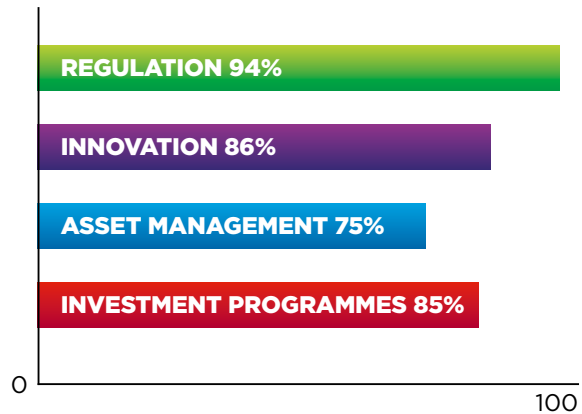 REGULATION 94%
INNOVATION 86%
ASSET MANAGEMENT 75%
INVESTMENT PROGRAMMES 85%
0
100